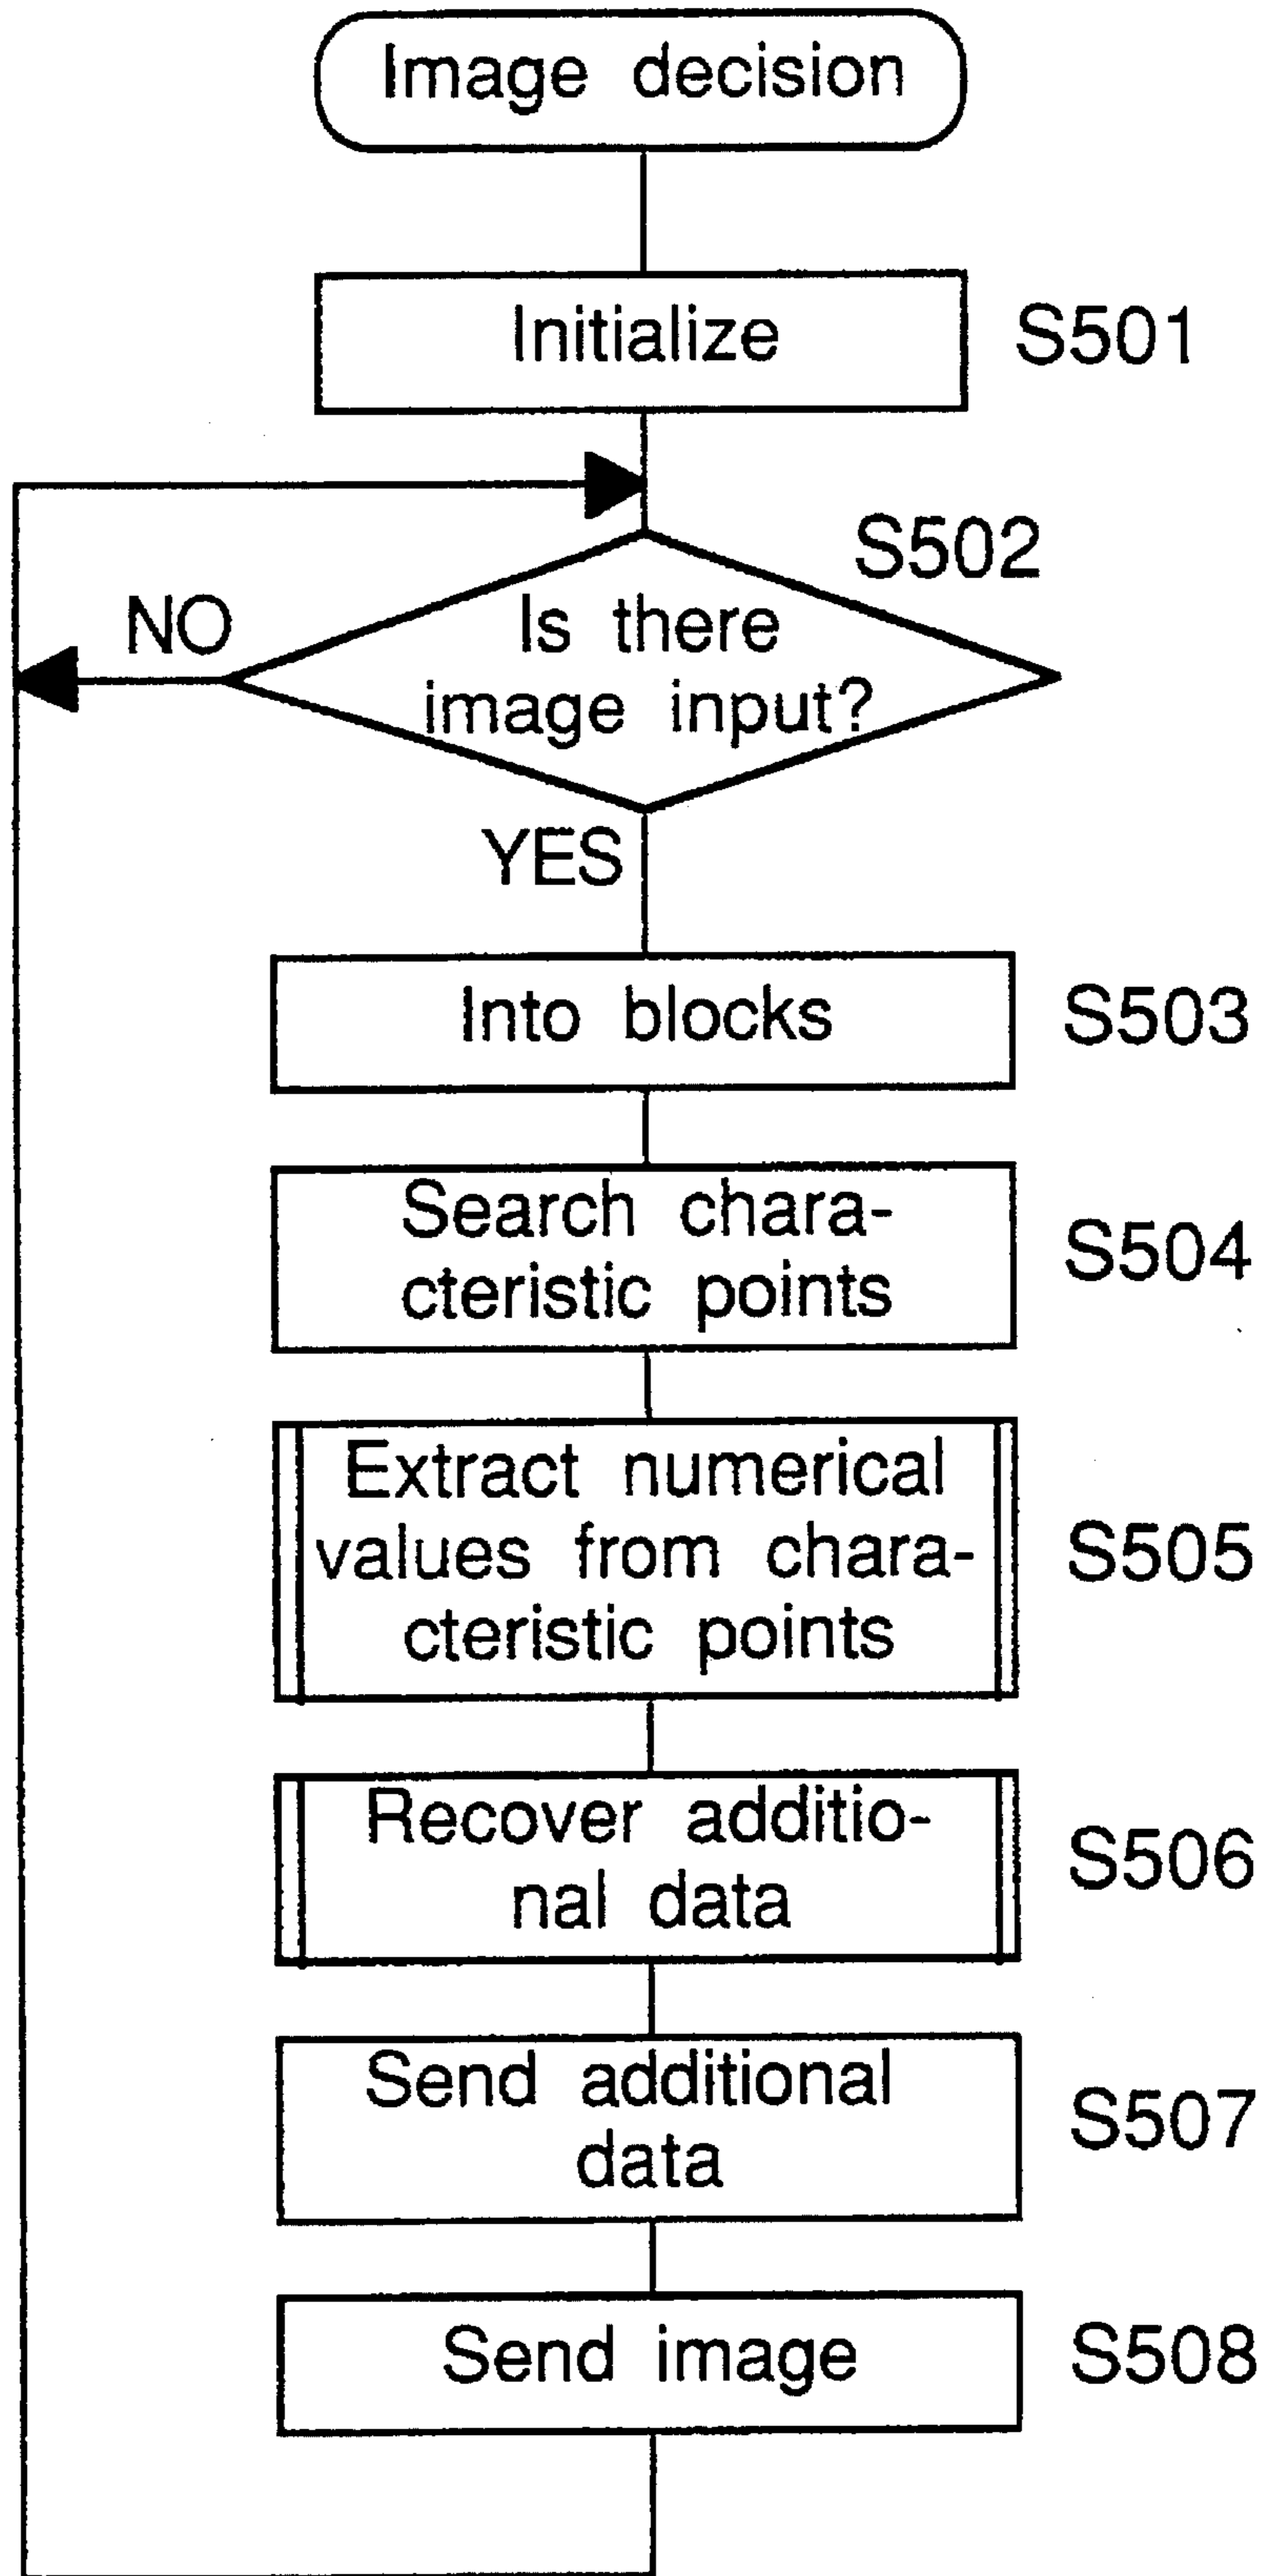 Image decision
Initialize
S501
S502
Is there
image input?
NO
YES
Into blocks
S503
Search chara-
cteristic points
S504
Extract numerical
values from chara-
cteristic points
S505
Recover additio-
nal data
S506
Send additional
data
S507
Send image
S508